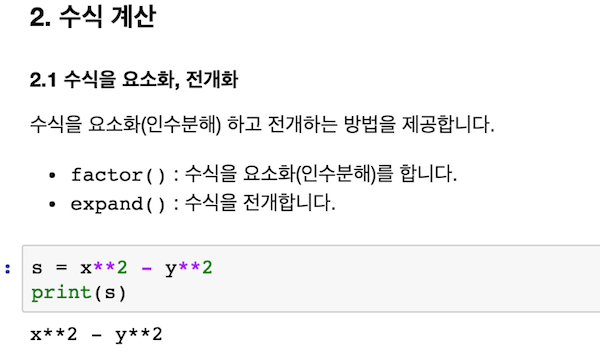 2. 수식 계산
2.1 수식을 요소화, 전개화
수식을 요소화(인수분해) 하고 전개하는 방법을 제공합니다.
• factor() : 수식을 요소화(인수분해)를 합니다.
• expand() : 수식을 전개합니다.
: s = x**2 - y**2
print(s)
x**2 - y**2